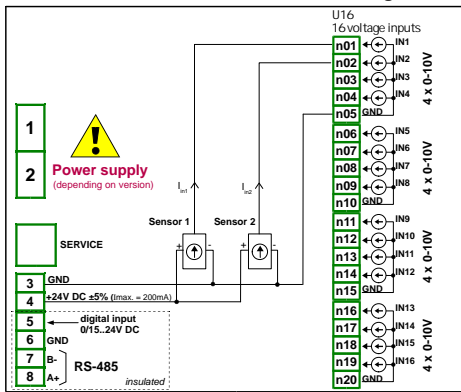 U16
16 voltage inputs
n01 IN1
n02 IN2
n03 IN3
n04 IN4
n05 GND
4 x 0-10V
n06 IN5
n07 IN6
n08 IN7
n09 IN8
n10 GND
4 x 0-10V
n11 IN9
n12 IN10
n13 IN11
n14 IN12
n15 GND
4 x 0-10V
n16 IN13
n17 IN14
n18 IN15
n19 IN16
n20 GND
4 x 0-10V
1
2
Power supply
(depending on version)
Iin1
Iin2
Sensor 1
Sensor 2
+ -
+ -
SERVICE
3 GND
4 +24V DC ±5% (Imax. = 200mA)
5 digital input
0/15..24V DC
6 GND
7 B-
8 A+
RS-485
insulated